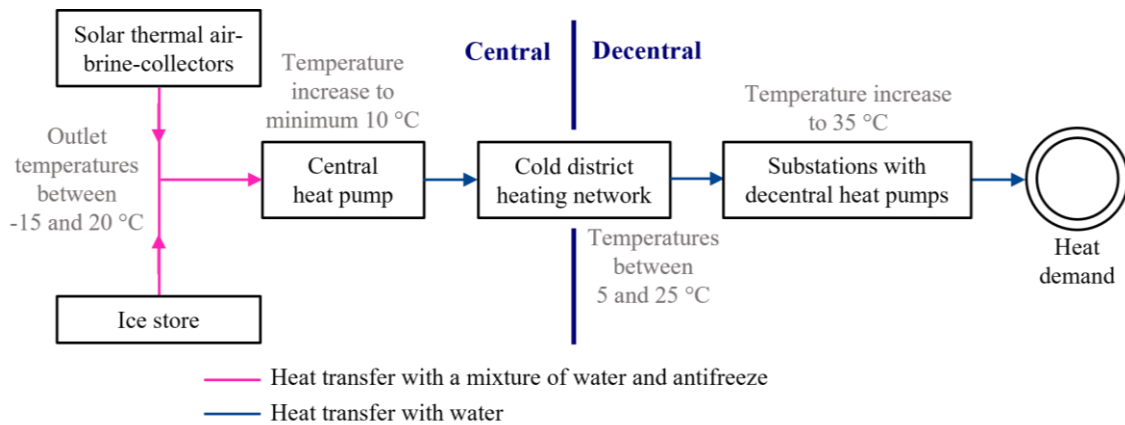 Solar thermal air-
brine-collectors
Temperature
increase to
minimum 10 °C
Central
Decentral
Temperature increase
to 35 °C
Outlet
temperatures
between
-15 and 20 °C
Central
heat pump
Cold district
heating network
Substations with
decentral heat pumps
Temperatures
between
5 and 25 °C
Heat
demand
Ice store
Heat transfer with a mixture of water and antifreeze
Heat transfer with water